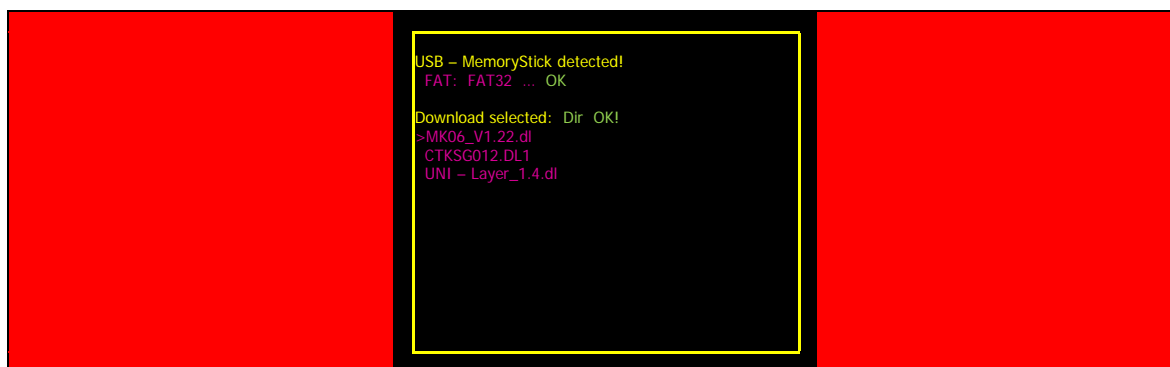 USB – MemoryStick detected!
FAT: FAT32 ... OK
Download selected: Dir OK!
>MK06_V1.22.dl
CTKSG012.DL1
UNI – Layer_1.4.dl